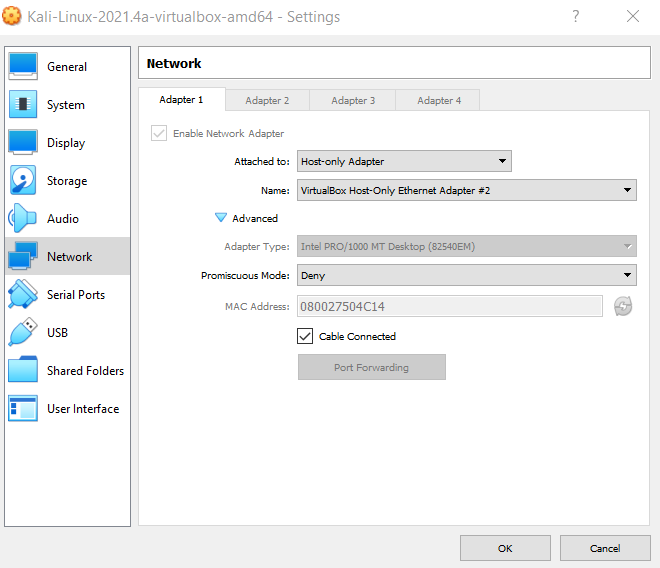 Kali-Linux-2021.4a-virtualbox-amd64 - Settings ?
General
System
Display
Storage
Audio
Network
Serial Ports
USB
Shared Folders
User Interface
Network
Adapter 1 Adapter 2 Adapter 3 Adapter 4
Enable Network Adapter
Attached to: Host-only Adapter
Name: VirtualBox Host-Only Ethernet Adapter #2
Advanced
Adapter Type: Intel PRO/1000 MT Desktop (82540EM)
Promiscuous Mode: Deny
MAC Address: 080027504C14
Cable Connected
Port Forwarding
OK Cancel